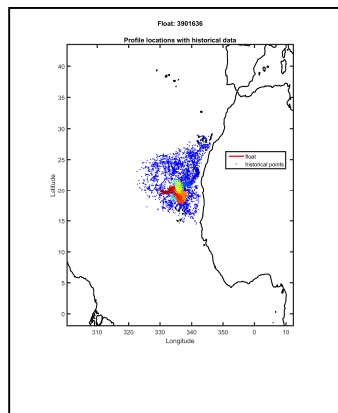 Float: 3901636
Profile locations with historical data
Latitude
40
35
30
25
20
15
10
5
0
float
historical points
310 320 330 340 350 0 10
Longitude